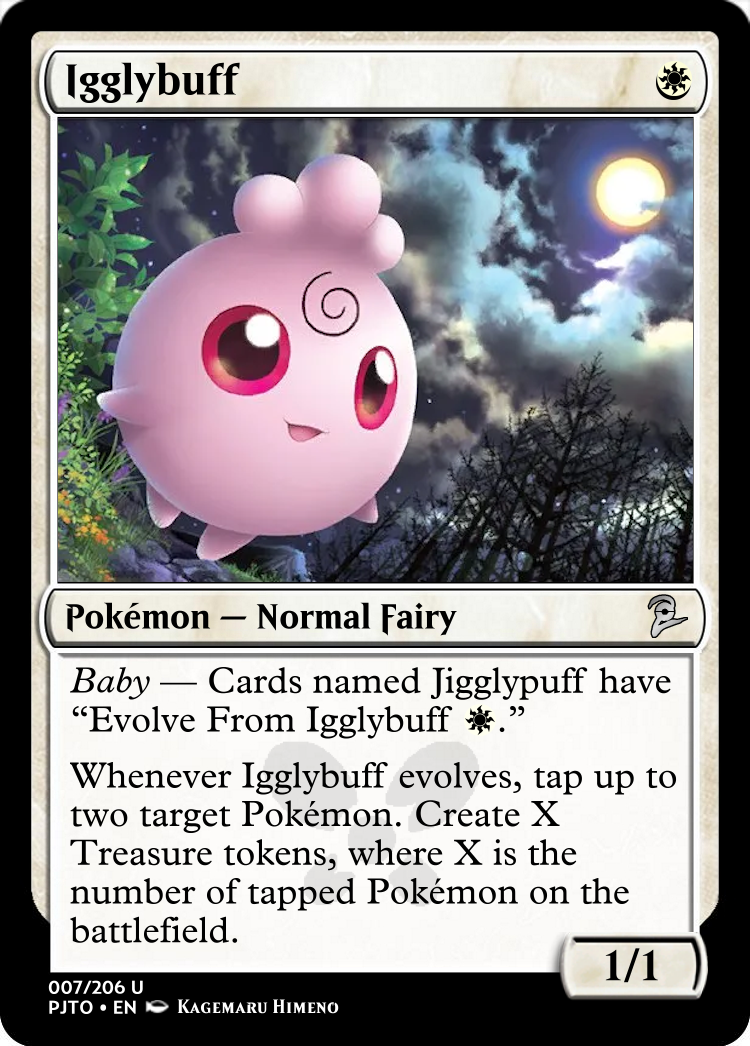 Igglybuff
Pokémon — Normal Fairy
Baby — Cards named Jigglypuff have
“Evolve From Igglybuff .”
Whenever Igglybuff evolves, tap up to
two target Pokémon. Create X
Treasure tokens, where X is the
number of tapped Pokémon on the
battlefield.
1/1
007/206 U
PJTO • EN Kagemaru Himeno